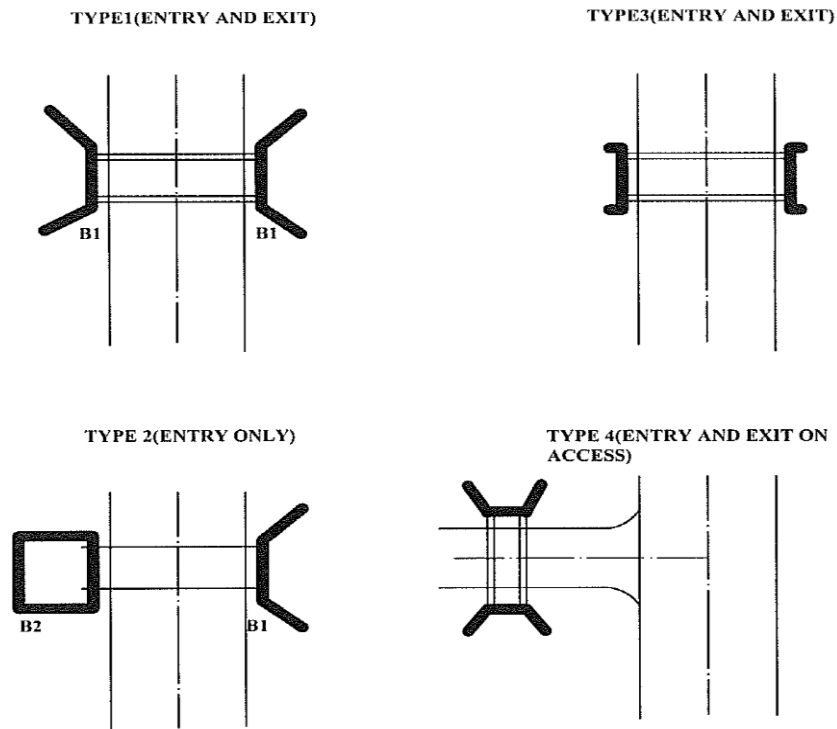 TYPE1(ENTRY AND EXIT)
TYPE3(ENTRY AND EXIT)
B1
B1
TYPE 2(ENTRY ONLY)
TYPE 4(ENTRY AND EXIT ON
ACCESS)
B2
B1